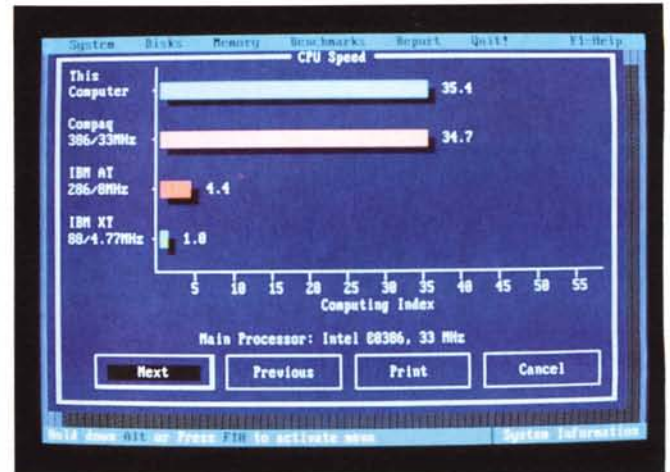 System Disks Memory Benchmarks Report Quit! F1=Help
CPU Speed
This
Computer
35.4
Compaq
386/33MHz
34.7
IBM AT
286/8MHz
4.4
IBM XT
88/4.77MHz
1.0
5 10 15 20 25 30 35 40 45 50 55
Computing Index
Main Processor: Intel 80386, 33 MHz
Next Previous Print Cancel
Hold down Alt or Press F10 to activate menu System Information